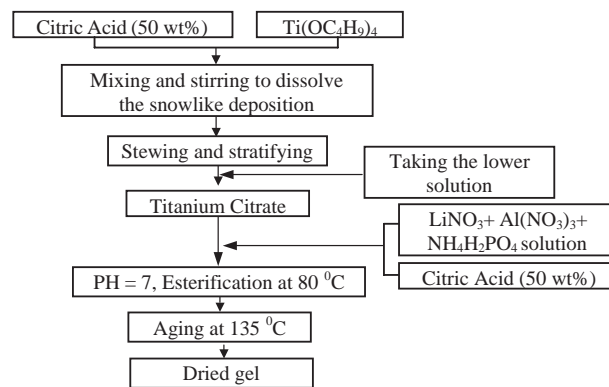 Citric Acid (50 wt%)
Ti(OC4H9)4
Mixing and stirring to dissolve
the snowlike deposition
Stewing and stratifying
Taking the lower
solution
Titanium Citrate
LiNO3+ Al(NO3)3+
NH4H2PO4 solution
Citric Acid (50 wt%)
PH = 7, Esterification at 80 ⁰C
Aging at 135 ⁰C
Dried gel